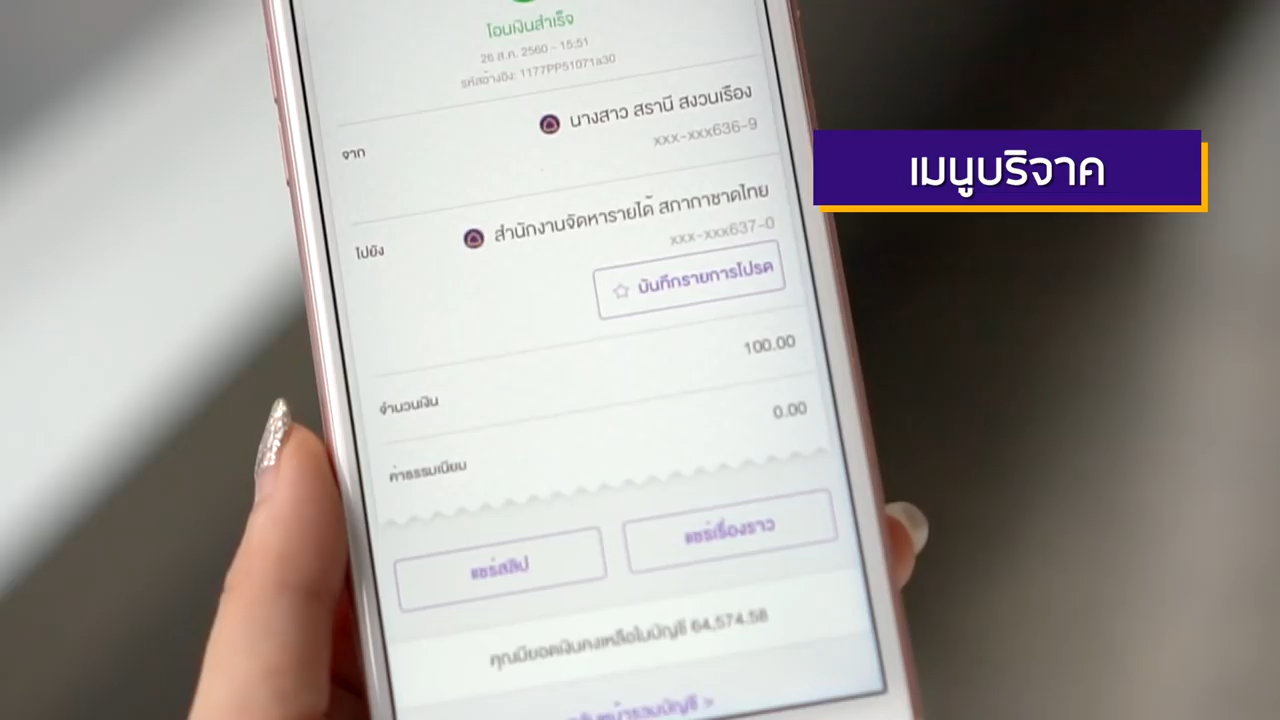 โอนเงินสำเร็จ
26 ส.ค. 2560 - 15:51
รหัสอ้างอิง: 1177PP51071a30
จาก
นางสาว สรานี สงวนเรือง
xxx-xxx636-9
เมนูบริจาค
ไปยัง
สำนักงานจัดหารายได้ สภากาชาดไทย
xxx-xxx637-0
บันทึกรายการโปรด
จำนวนเงิน
100.00
ค่าธรรมเนียม
0.00
แชร์สลิป
แชร์เรื่องราว
คุณมียอดเงินคงเหลือในบัญชี 64,574.58